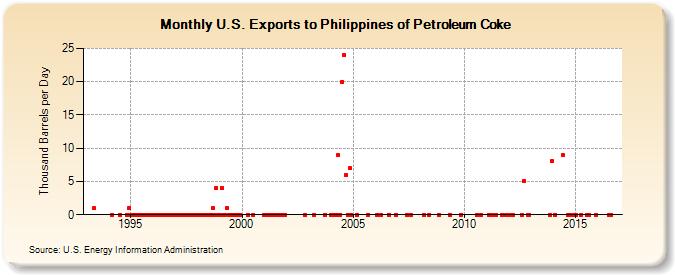 Monthly U.S. Exports to Philippines of Petroleum Coke
Thousand Barrels per Day
25
20
15
10
5
0
1995 2000 2005 2010 2015
Source: U.S. Energy Information Administration